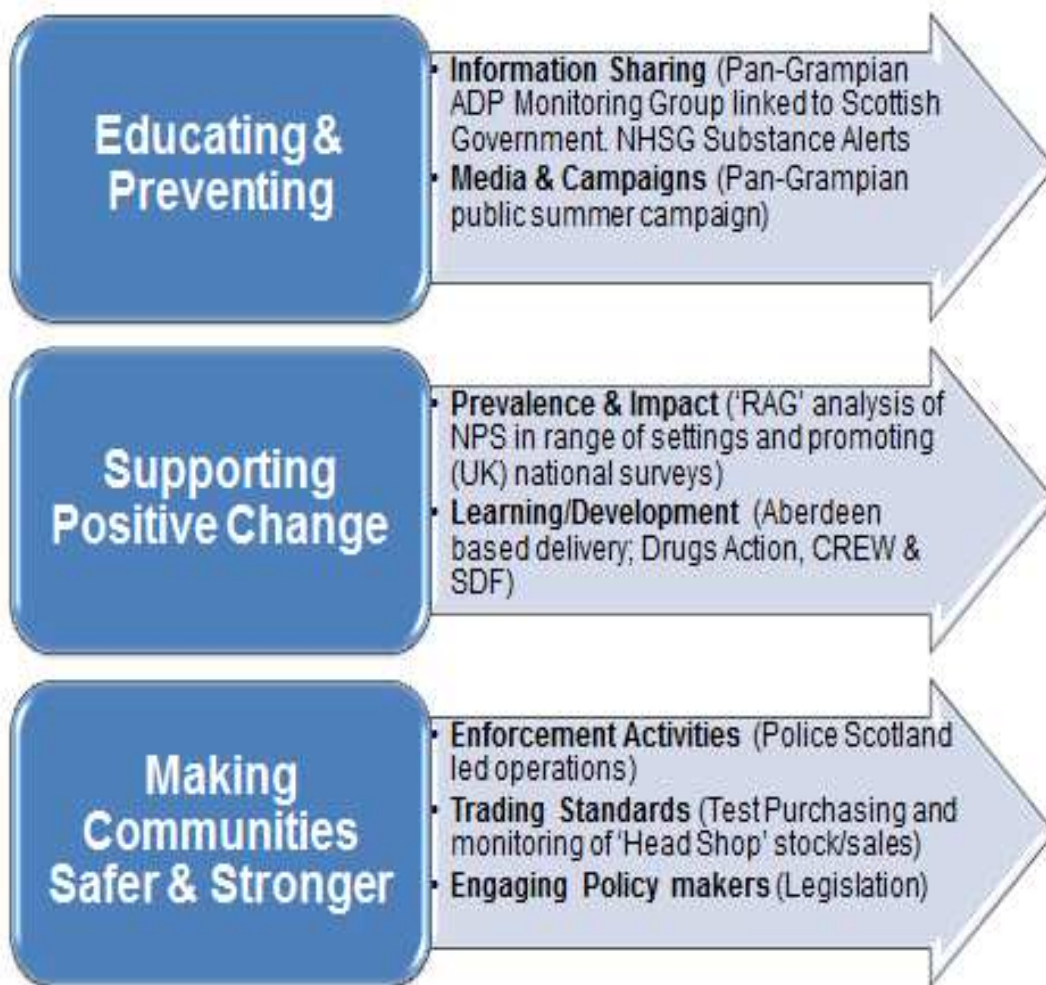 Educating &
Preventing
• Information Sharing (Pan-Grampian
ADP Monitoring Group linked to Scottish
Government. NHSG Substance Alerts
• Media & Campaigns (Pan-Grampian
public summer campaign)
Supporting
Positive Change
• Prevalence & Impact ('RAG' analysis of
NPS in range of settings and promoting
(UK) national surveys)
• Learning/Development (Aberdeen
based delivery; Drugs Action, CREW &
SDF)
Making
Communities
Safer & Stronger
• Enforcement Activities (Police Scotland
led operations)
• Trading Standards (Test Purchasing and
monitoring of 'Head Shop' stock/sales)
• Engaging Policy makers (Legislation)